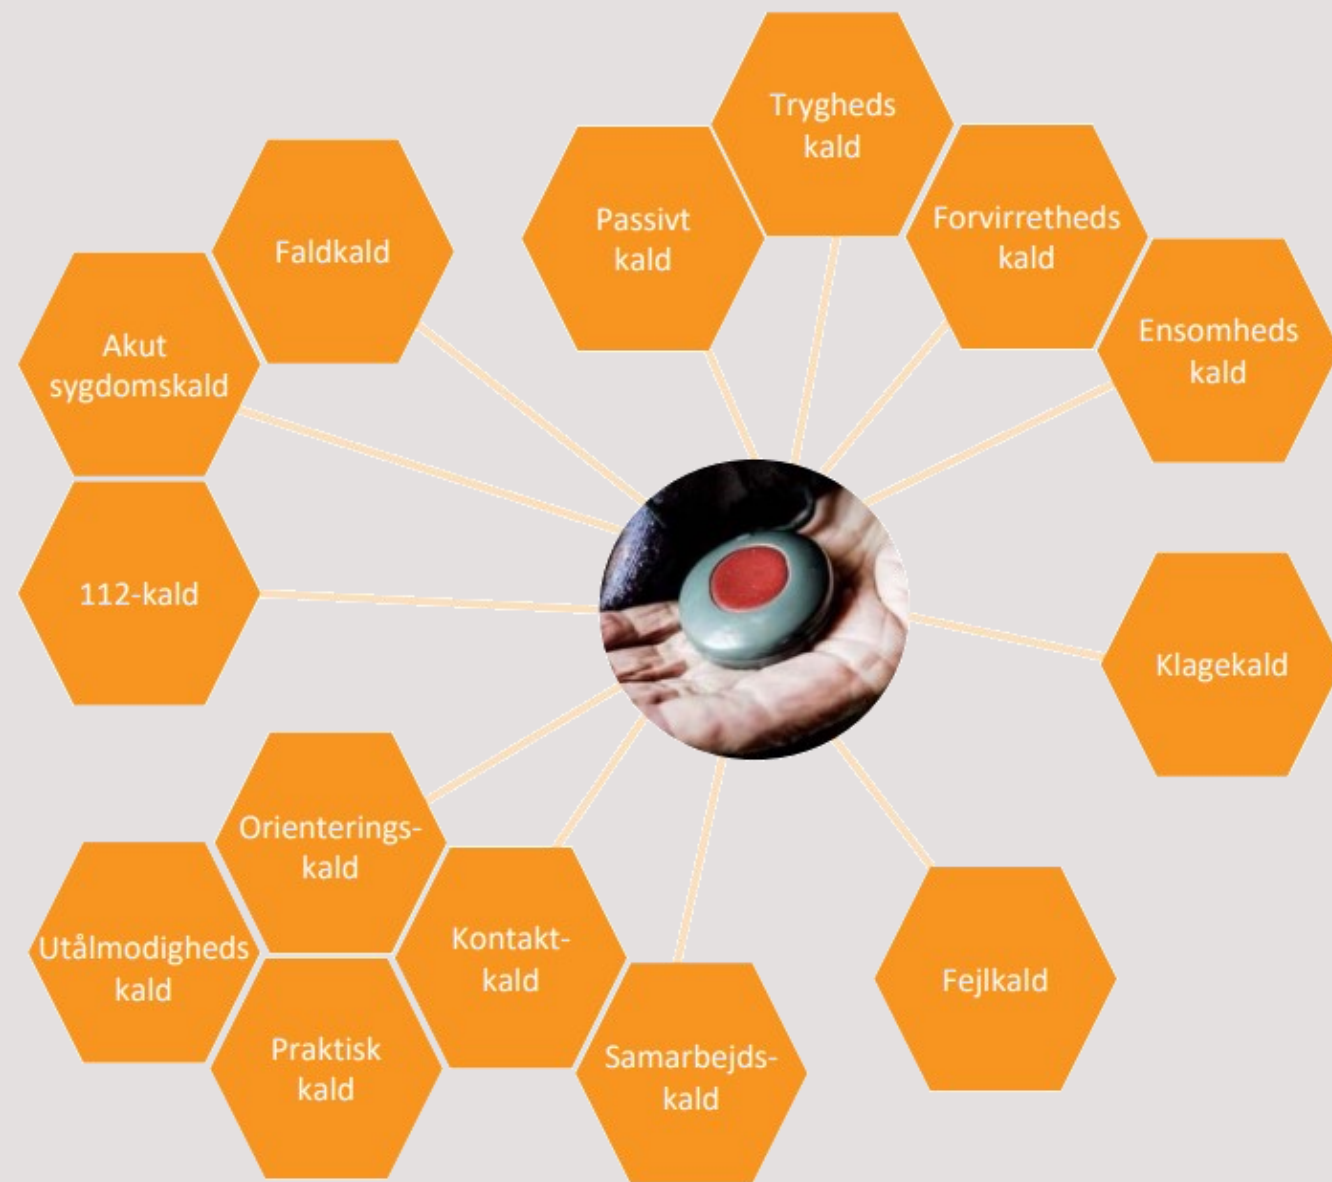 Trygheds
kald
Passivt
kald
Forvirretheds
kald
Faldkald
Ensomheds
kald
Akut
sygdomskald
112-kald
Klagekald
Orienterings-
kald
Utålmodigheds
kald
Kontakt-
kald
Fejlkald
Praktisk
kald
Samarbejds-
kald